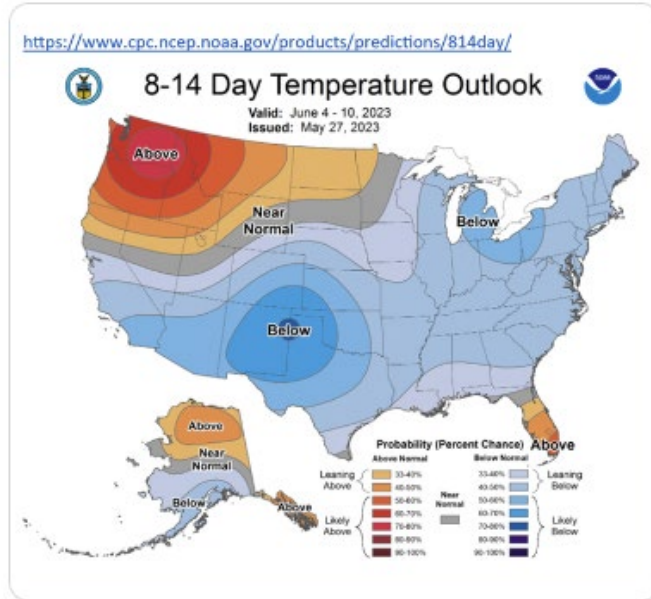 https://www.cpc.ncep.noaa.gov/products/predictions/814day/
8-14 Day Temperature Outlook
Valid: June 4 - 10, 2023
Issued: May 27, 2023
NOAA
Above
Near
Normal
Below
Below
Above
Near
Normal
Below
Above
Above
Probability (Percent Chance)
Above Normal
Below Normal
Leaning
Above
33-40%
40-50%
Likely
Above
50-60%
60-70%
70-80%
80-90%
90-100%
Near
Normal
33-40%
40-50%
Leaning
Below
50-60%
60-70%
70-80%
80-90%
90-100%
Likely
Below